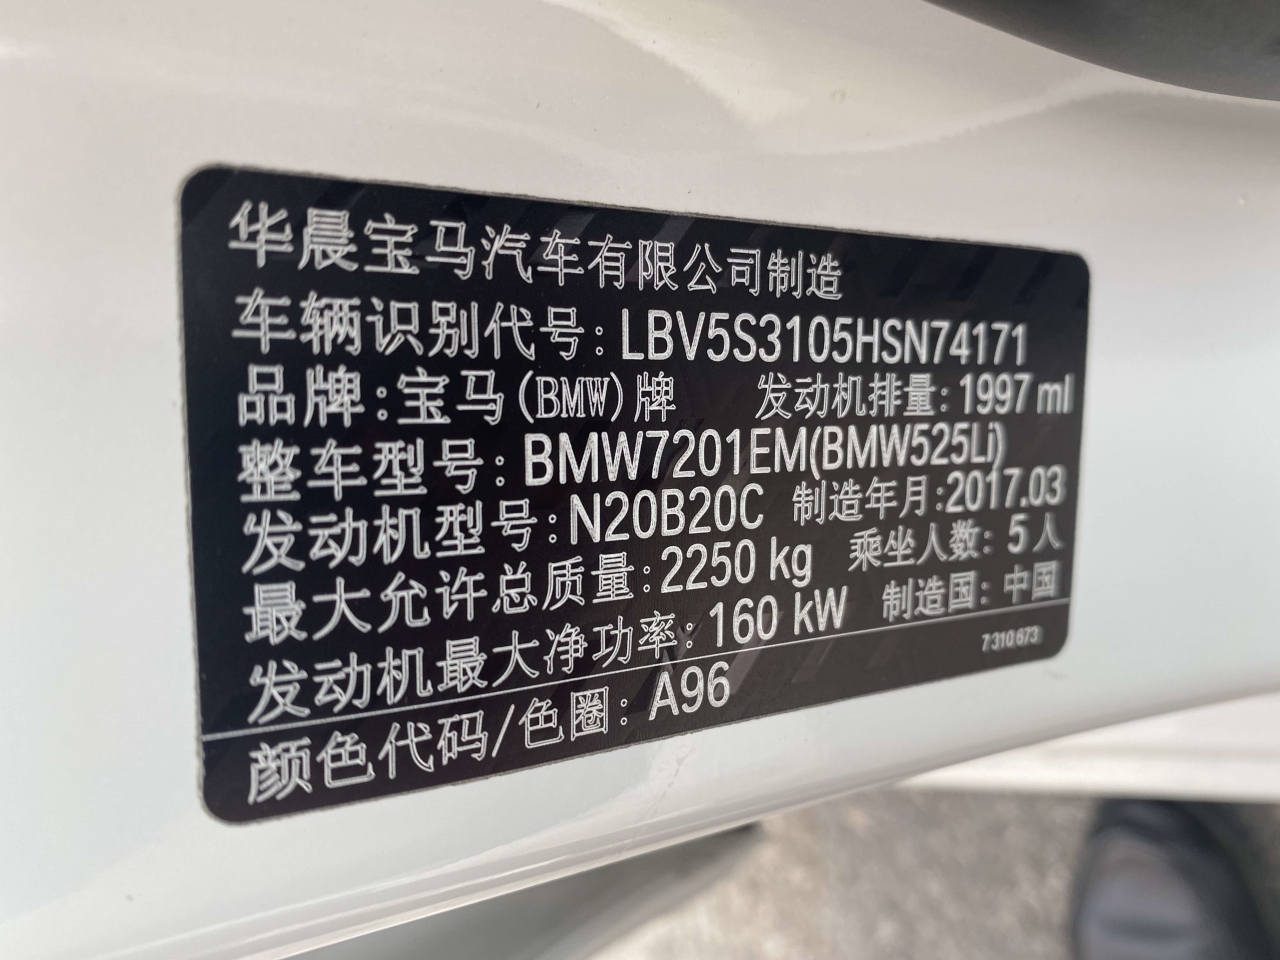 华晨宝马汽车有限公司制造
车辆识别代号: LBV5S3105HSN74171
品牌: 宝马(BMW)牌 发动机排量: 1997 ml
整车型号: BMW7201EM(BMW525Li)
发动机型号: N20B20C 制造年月: 2017.03
最大允许总质量: 2250 kg 乘坐人数: 5人
发动机最大净功率: 160 kW 制造国: 中国
7310673
颜色代码/色圈: A96